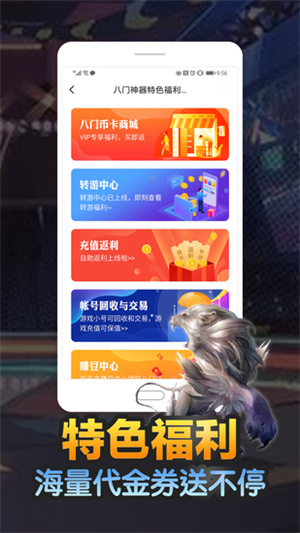 9:56
八门神器特色福利...
八门币卡商城
VIP专享福利，买即返
转游中心
转游中心已上线，即刻查看
转游福利~
充值返利
自助返利上线啦>>
帐号回收与交易
游戏小号可回收和交易，游
戏充值可保值>>
赚豆中心
特色福利
海量代金券送不停